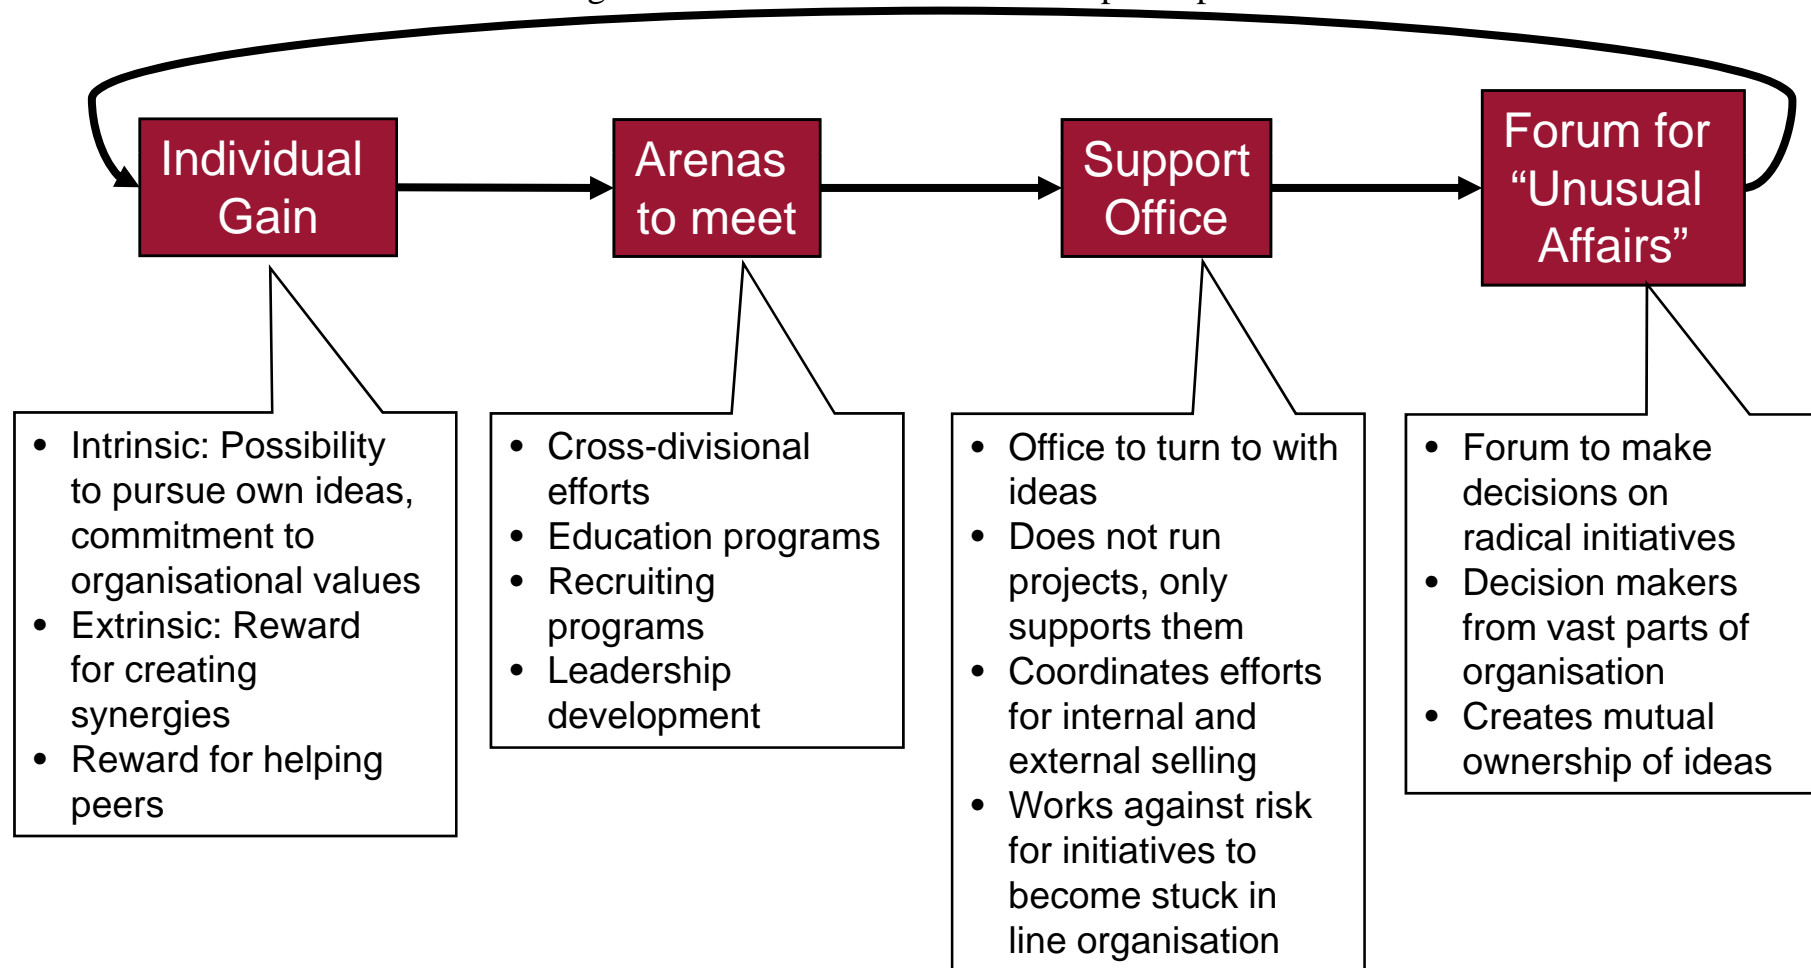 Individual
Gain
Arenas
to meet
Support
Office
Forum for
“Unusual
Affairs”
• Intrinsic: Possibility
to pursue own ideas,
commitment to
organisational values
• Extrinsic: Reward
for creating
synergies
• Reward for helping
peers
• Cross-divisional
efforts
• Education programs
• Recruiting
programs
• Leadership
development
• Office to turn to with
ideas
• Does not run
projects, only
supports them
• Coordinates efforts
for internal and
external selling
• Works against risk
for initiatives to
become stuck in
line organisation
• Forum to make
decisions on
radical initiatives
• Decision makers
from vast parts of
organisation
• Creates mutual
ownership of ideas